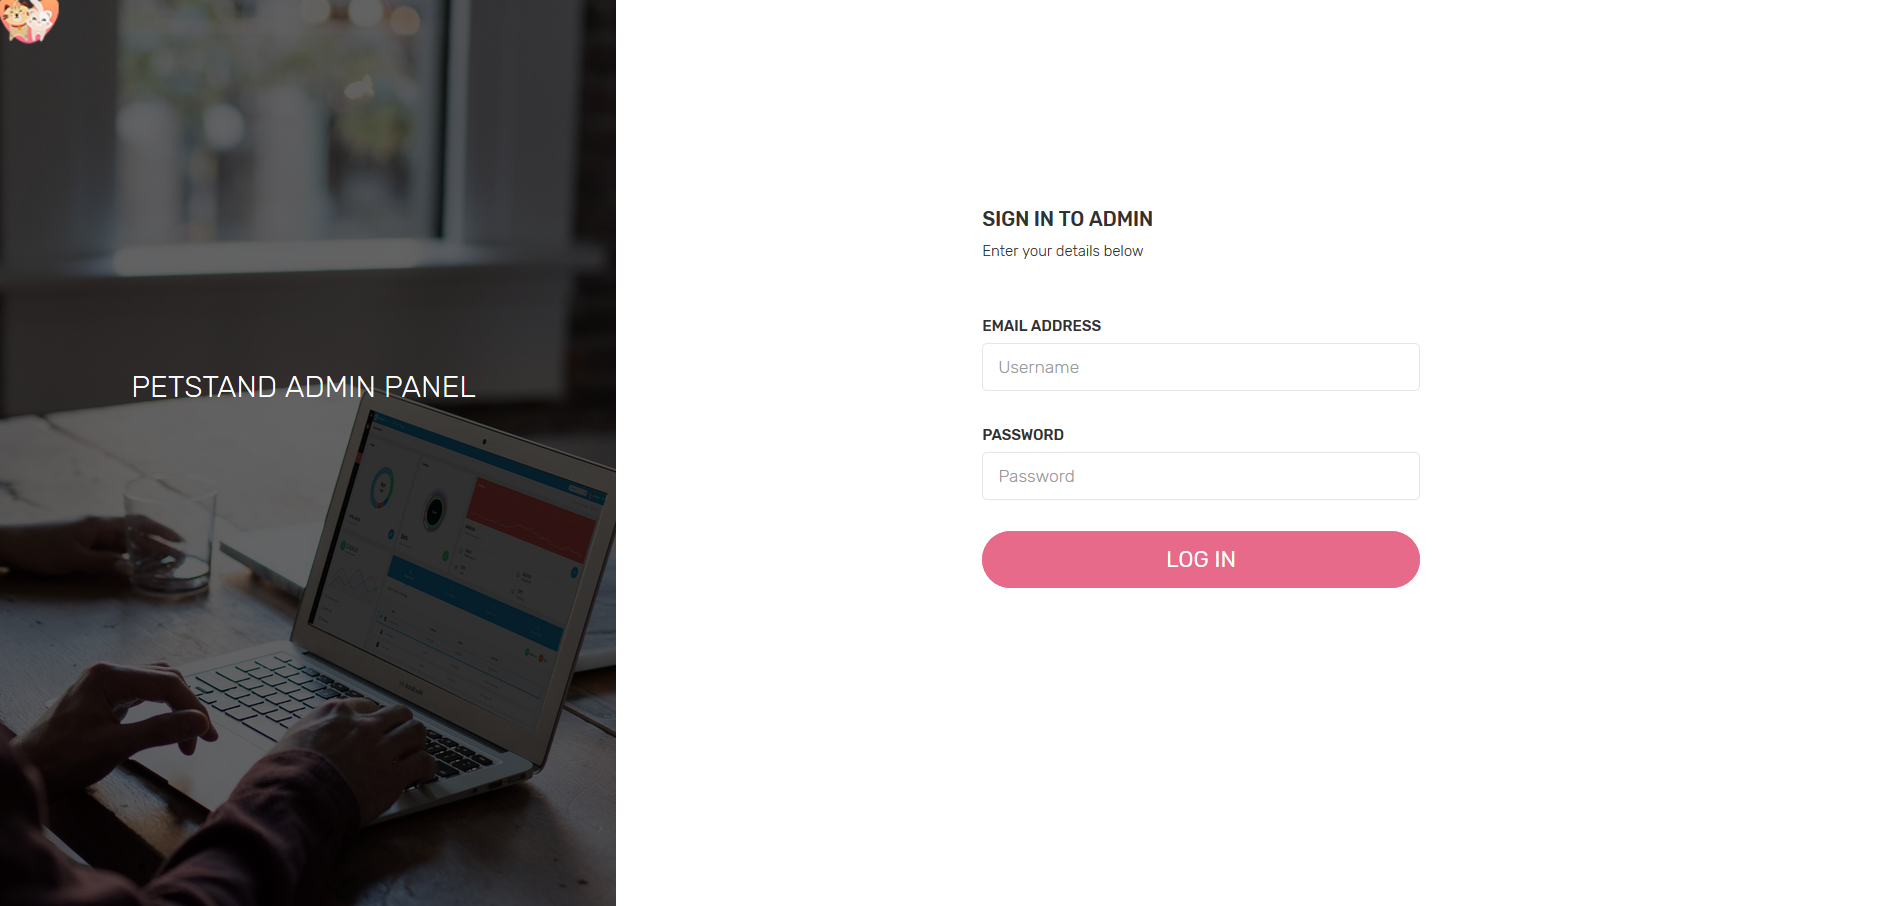 PETSTAND ADMIN PANEL
SIGN IN TO ADMIN
Enter your details below
EMAIL ADDRESS
Username
PASSWORD
Password
LOG IN